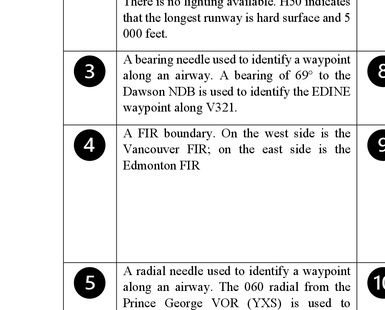 There is no lighting available. H50 indicates
that the longest runway is hard surface and 5
000 feet.
3
A bearing needle used to identify a waypoint
along an airway. A bearing of 69° to the
Dawson NDB is used to identify the EDINE
waypoint along V321.
8
4
A FIR boundary. On the west side is the
Vancouver FIR; on the east side is the
Edmonton FIR
9
5
A radial needle used to identify a waypoint
along an airway. The 060 radial from the
Prince George VOR (YXS) is used to
10